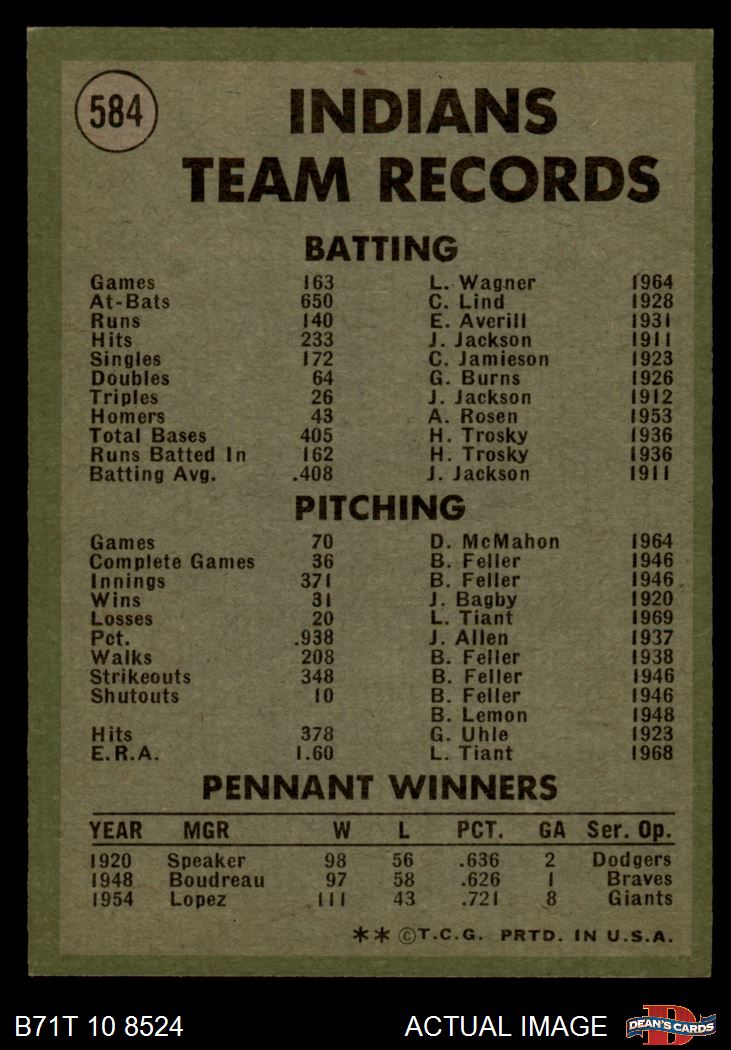 584
INDIANS
TEAM RECORDS
BATTING
Games 163 L. Wagner 1964
At-Bats 650 C. Lind 1928
Runs 140 E. Averill 1931
Hits 233 J. Jackson 1911
Singles 172 C. Jamieson 1923
Doubles 64 G. Burns 1926
Triples 26 J. Jackson 1912
Homers 43 A. Rosen 1953
Total Bases 405 H. Trosky 1936
Runs Batted In 162 H. Trosky 1936
Batting Avg. .408 J. Jackson 1911
PITCHING
Games 70 D. McMahon 1964
Complete Games 36 B. Feller 1946
Innings 371 B. Feller 1946
Wins 31 J. Bagby 1920
Losses 20 L. Tiant 1969
Pct. .938 J. Allen 1937
Walks 208 B. Feller 1938
Strikeouts 348 B. Feller 1946
Shutouts 10 B. Feller 1946
B. Lemon 1948
Hits 378 G. Uhle 1923
E.R.A. 1.60 L. Tiant 1968
PENNANT WINNERS
YEAR MGR W L PCT. GA Ser. Op.
1920 Speaker 98 56 .636 2 Dodgers
1948 Boudreau 97 58 .626 1 Braves
1954 Lopez 111 43 .721 8 Giants
** ©T.C.G. PRTD. IN U.S.A.
B71T 10 8524 ACTUAL IMAGE DEAN'S CARDS